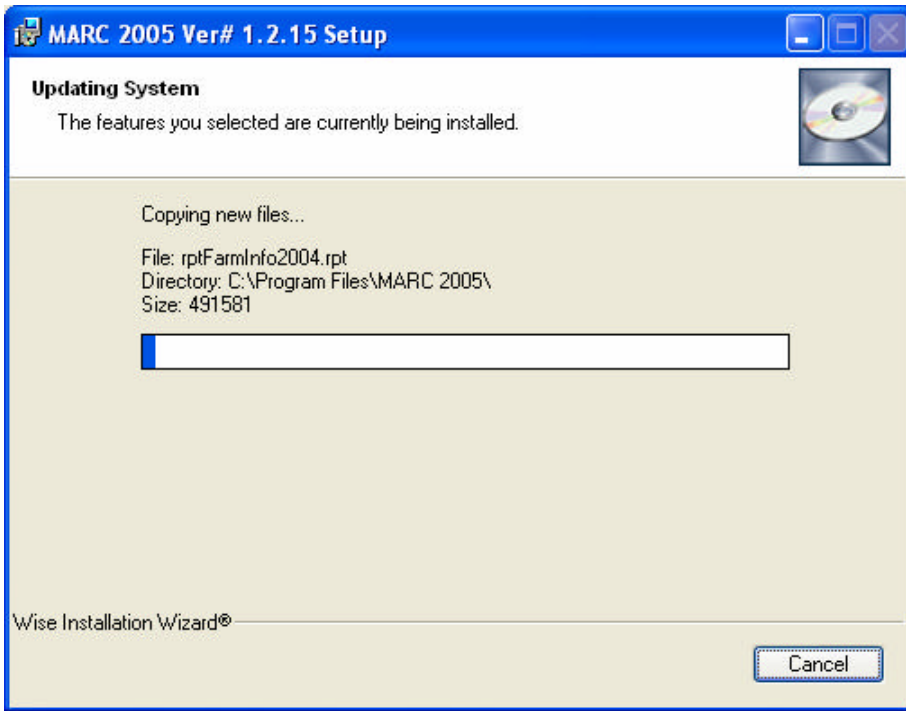 MARC 2005 Ver# 1.2.15 Setup
Updating System
The features you selected are currently being installed.
Copying new files...
File: rptFarmInfo2004.rpt
Directory: C:\Program Files\MARC 2005\
Size: 491581
Wise Installation Wizard®
Cancel